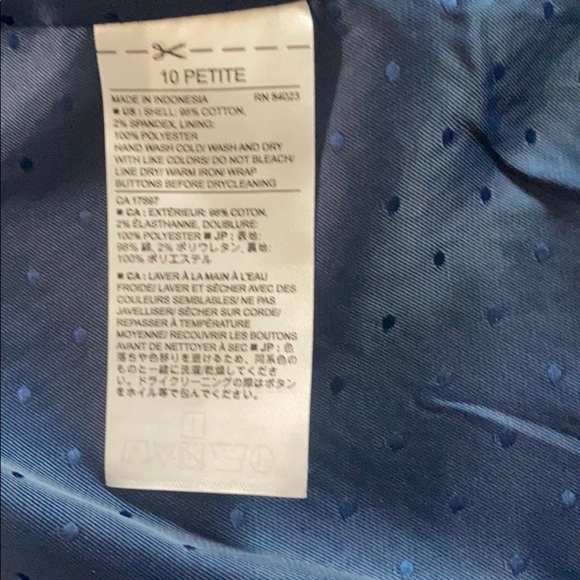 10 PETITE
MADE IN INDONESIA RN 54023
■ US : SHELL: 98% COTTON,
2% SPANDEX, LINING:
100% POLYESTER
HAND WASH COLD/ WASH AND DRY
WITH LIKE COLORS/ DO NOT BLEACH/
LINE DRY/ WARM IRON/ WRAP
BUTTONS BEFORE DRYCLEANING
CA 17897
■ CA : EXTÉRIEUR: 98% COTON,
2% ÉLASTHANNE, DOUBLURE:
100% POLYESTER ■ JP : 表地:
98% 綿, 2% ポリウレタン, 裏地:
100% ポリエステル
■ CA : LAVER À LA MAIN À L'EAU
FROIDE/ LAVER ET SÉCHER AVEC DES
COULEURS SEMBLABLES/ NE PAS
JAVELLISER/ SÉCHER SUR CORDE/
REPASSER À TEMPÉRATURE
MOYENNE/ RECOUVRIR LES BOUTONS
AVANT DE NETTOYER À SEC ■ JP : 色
落ちや色移りを避けるため、同系色の
ものと一緒に洗濯/乾燥してくださ
い。ドライクリーニングの際はボタン
をホイル等で包んでください。